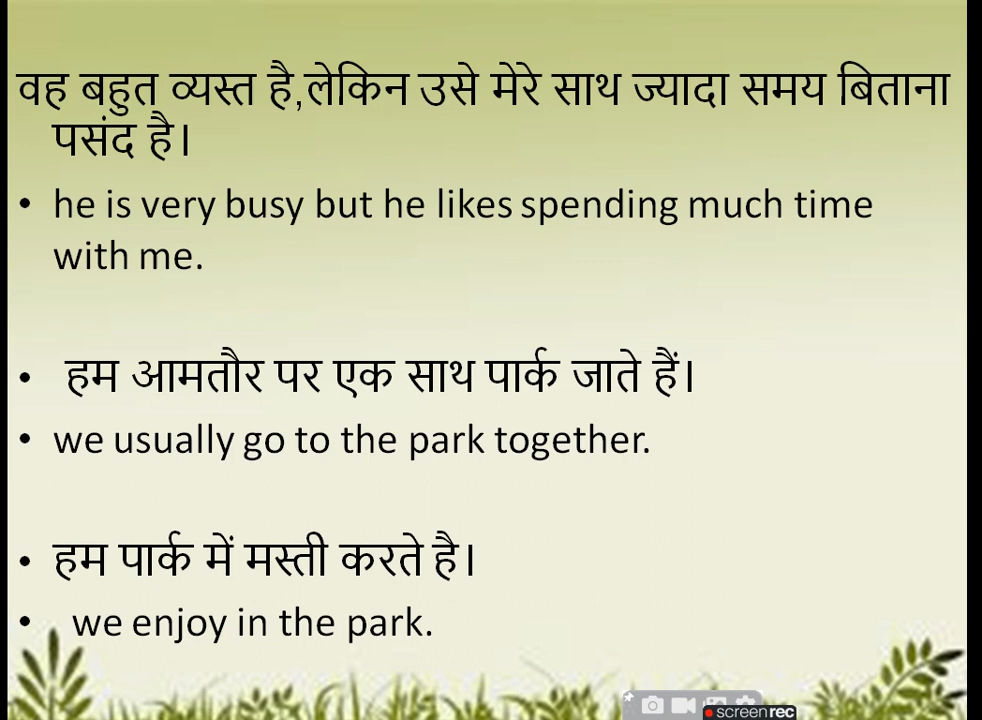 वह बहुत व्यस्त है,लेकिन उसे मेरे साथ ज्यादा समय बिताना
पसंद है।
• he is very busy but he likes spending much time
with me.
• हम आमतौर पर एक साथ पार्क जाते हैं।
• we usually go to the park together.
• हम पार्क में मस्ती करते है।
• we enjoy in the park.
screenrec